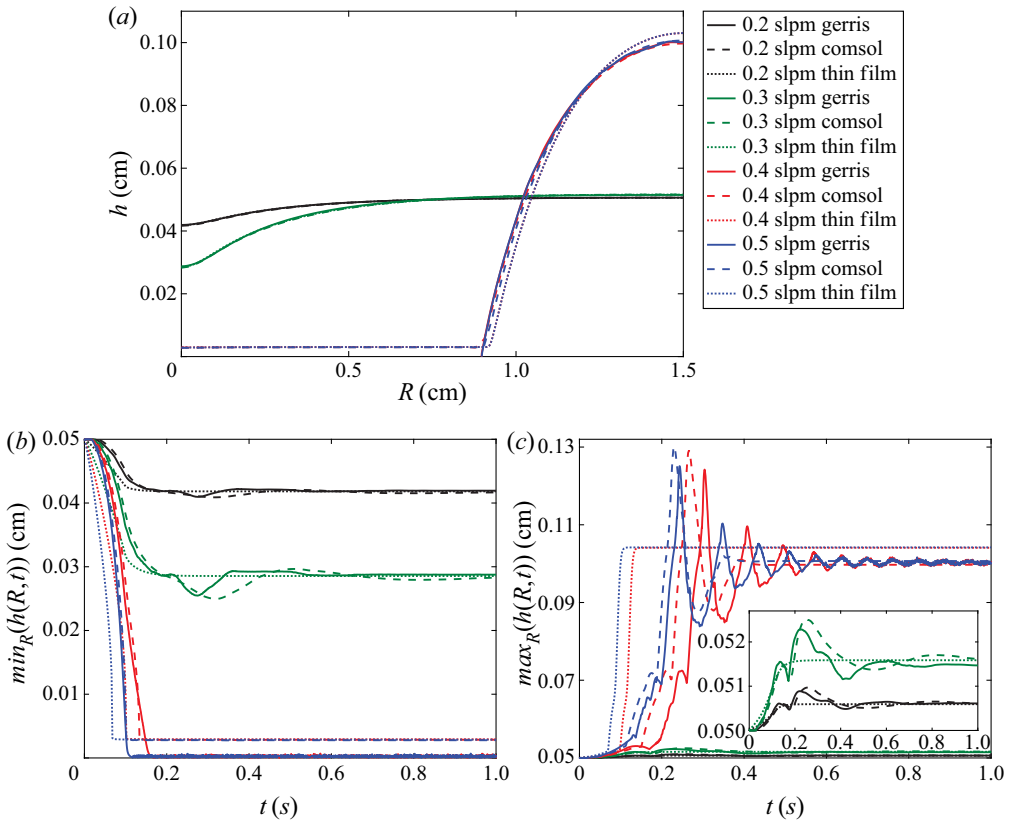 (a)
0.10
0.08
0.06
0.04
0.02
h (cm)
0
0.5
1.0
1.5
R (cm)
0.2 slpm gerris
0.2 slpm comsol
0.2 slpm thin film
0.3 slpm gerris
0.3 slpm comsol
0.3 slpm thin film
0.4 slpm gerris
0.4 slpm comsol
0.4 slpm thin film
0.5 slpm gerris
0.5 slpm comsol
0.5 slpm thin film
(b)
0.05
0.04
0.03
0.02
0.01
min_R(h(R,t)) (cm)
0
0.2
0.4
0.6
0.8
1.0
t (s)
(c)
0.13
0.11
0.09
0.07
0.05
max_R(h(R,t)) (cm)
0
0.2
0.4
0.6
0.8
1.0
t (s)
0.052
0.051
0.050
0
0.2
0.4
0.6
0.8
1.0